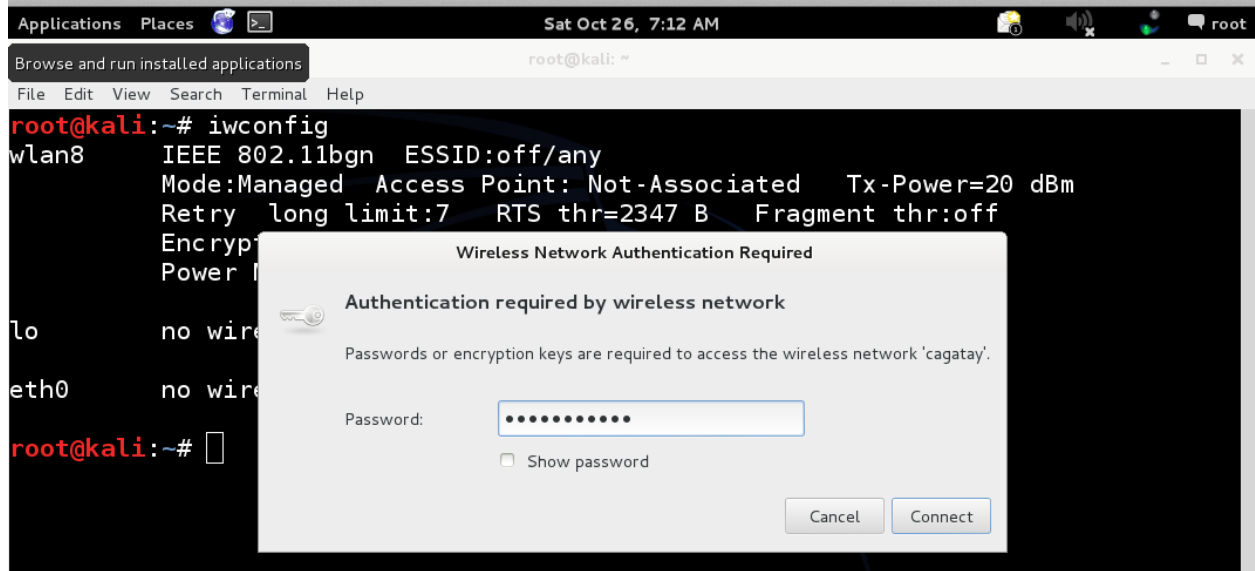 Applications Places Sat Oct 26, 7:12 AM 1 root
Browse and run installed applications root@kali: ~
File Edit View Search Terminal Help
root@kali:~# iwconfig
wlan8 IEEE 802.11bgn ESSID:off/any
Mode:Managed Access Point: Not-Associated Tx-Power=20 dBm
Retry long limit:7 RTS thr=2347 B Fragment thr:off
Encryp
Power
lo no wire
eth0 no wire
root@kali:~#
Wireless Network Authentication Required
Authentication required by wireless network
Passwords or encryption keys are required to access the wireless network 'cagatay'.
Password: •••••••••••
Show password
Cancel Connect